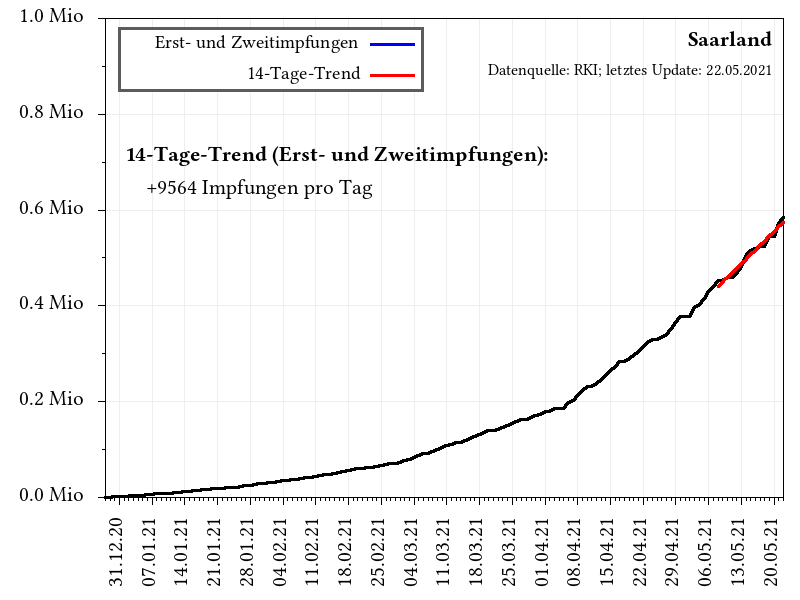 1.0 Mio
0.8 Mio
0.6 Mio
0.4 Mio
0.2 Mio
0.0 Mio
Erst- und Zweitimpfungen
14-Tage-Trend
Saarland
Datenquelle: RKI; letztes Update: 22.05.2021
14-Tage-Trend (Erst- und Zweitimpfungen):
+9564 Impfungen pro Tag
31.12.20
07.01.21
14.01.21
21.01.21
28.01.21
04.02.21
11.02.21
18.02.21
25.02.21
04.03.21
11.03.21
18.03.21
25.03.21
01.04.21
08.04.21
15.04.21
22.04.21
29.04.21
06.05.21
13.05.21
20.05.21